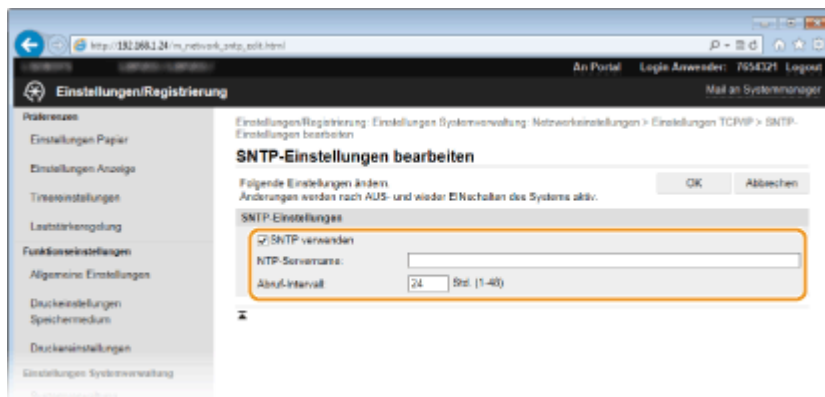 http://192.168.1.24/m_network_sntp_edit.html
An Portal Login Anwender: 7654321 Logout
Einstellungen/Registrierung
Mail an Systemmanager
Präferenzen
Einstellungen Papier
Einstellungen Anzeige
Timereinstellungen
Lautstärkeregelung
Funktionseinstellungen
Allgemeine Einstellungen
Druckeinstellungen
Speichermedium
Druckereinstellungen
Einstellungen Systemverwaltung
Einstellungen/Registrierung: Einstellungen Systemverwaltung: Netzwerkeinstellungen > Einstellungen TCP/IP > SNTP-
Einstellungen bearbeiten
SNTP-Einstellungen bearbeiten
Folgende Einstellungen ändern.
Änderungen werden nach AUS- und wieder EINschalten des Systems aktiv.
OK Abbrechen
SNTP-Einstellungen
SNTP verwenden
NTP-Servername:
Abruf-Intervall: 24 Std. (1-48)